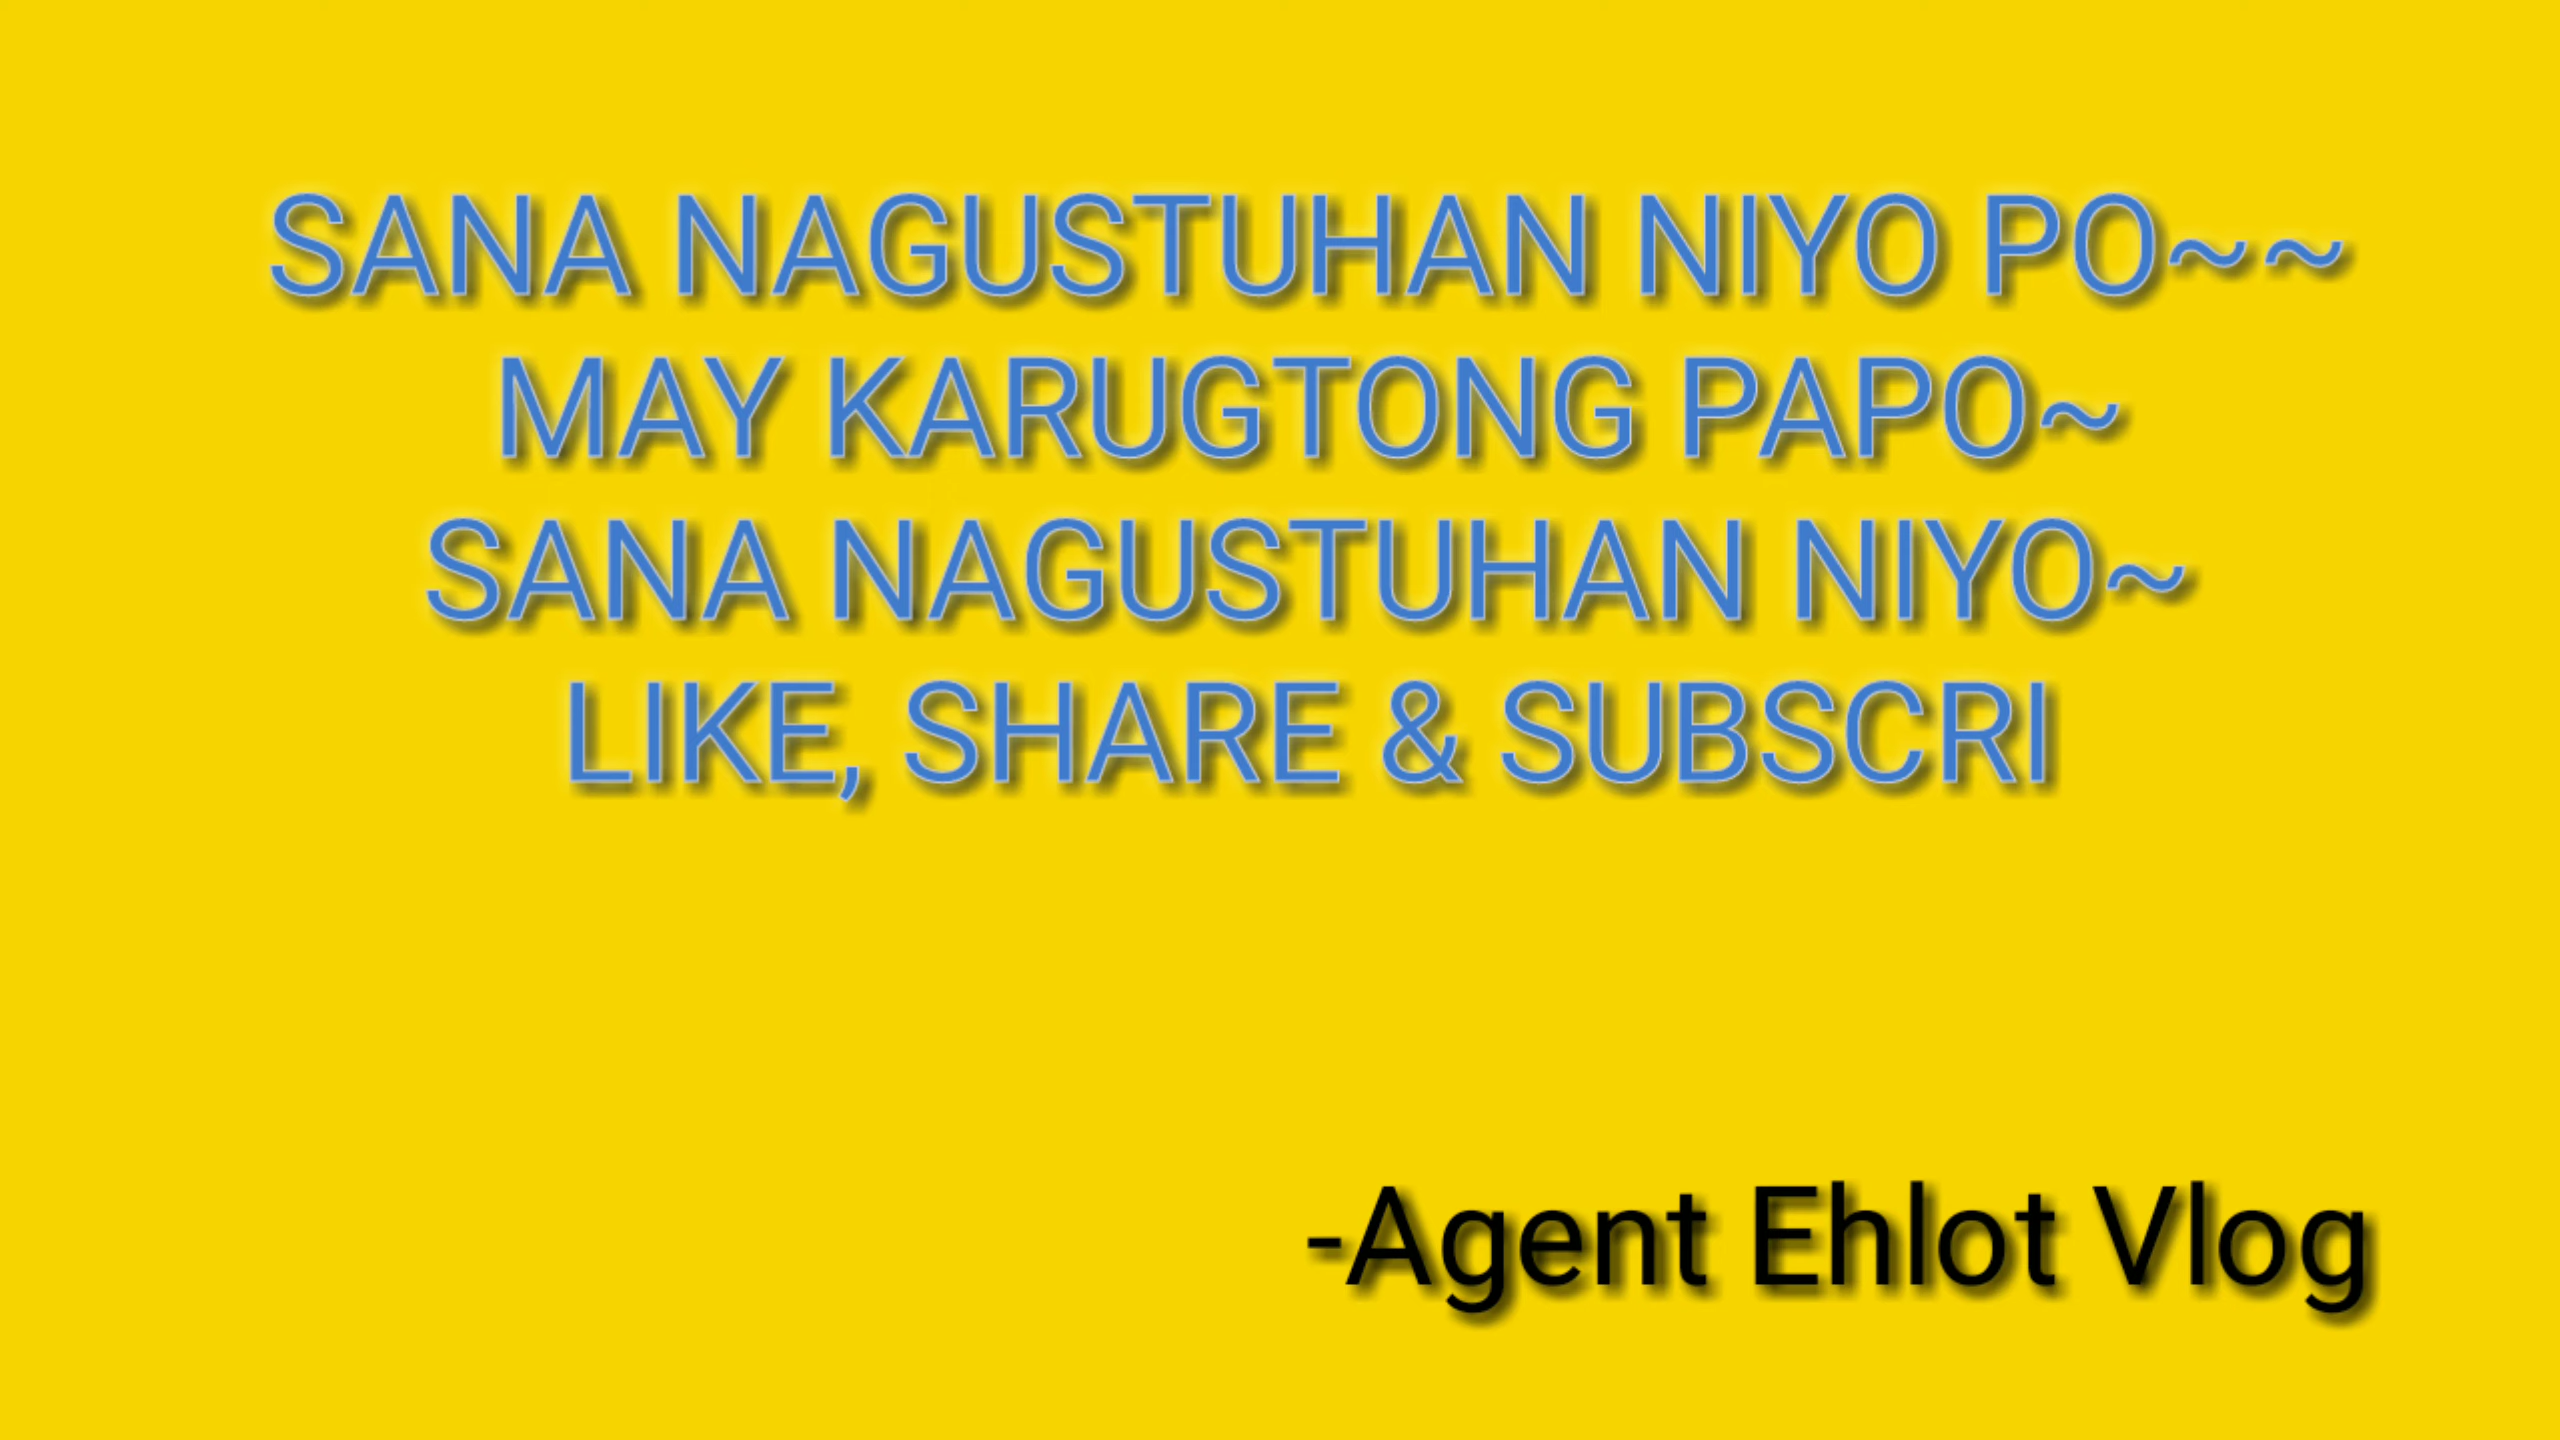 SANA NAGUSTUHAN NIYO PO~~
MAY KARUGTONG PAPO~
SANA NAGUSTUHAN NIYO~
LIKE, SHARE & SUBSCRI
-Agent Ehlot Vlog